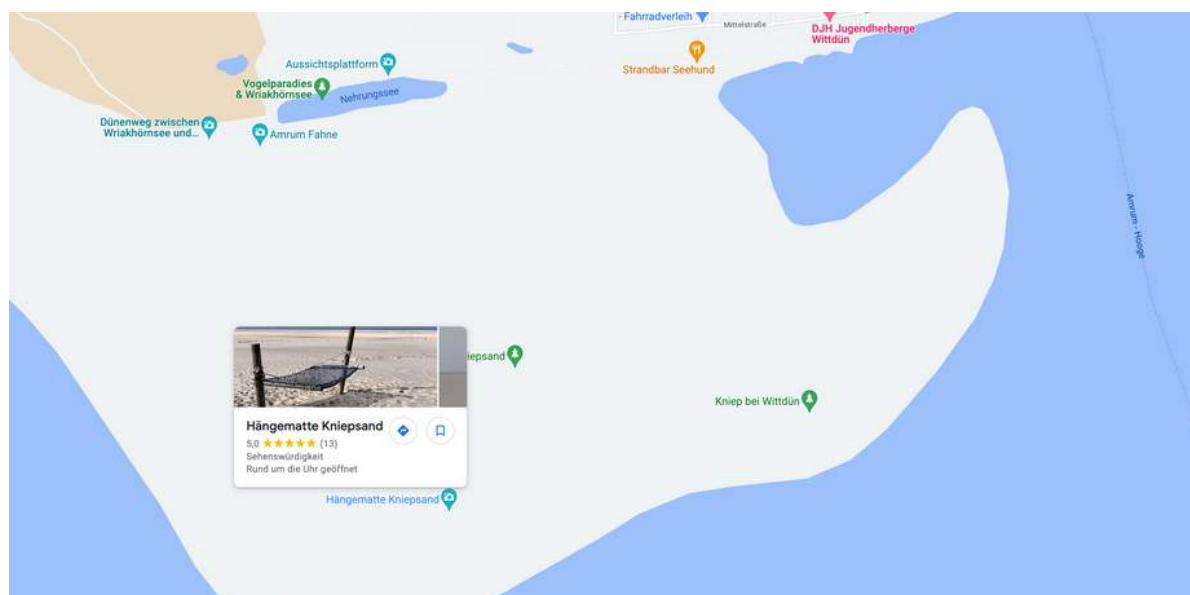 - Fahrradverleih
Mittelstraße
DJH Jugendherberge
Wittdün
Strandbar Seehund
Aussichtsplattform
Vogelparadies
& Wriakhörnsee
Nehrungssee
Dünenweg zwischen
Wriakhörnsee und...
Amrum Fahne
Amrum - Hooge
iepsand
Kniep bei Wittdün
Hängematte Kniepsand
5,0 ★★★★★ (13)
Sehenswürdigkeit
Rund um die Uhr geöffnet
Hängematte Kniepsand